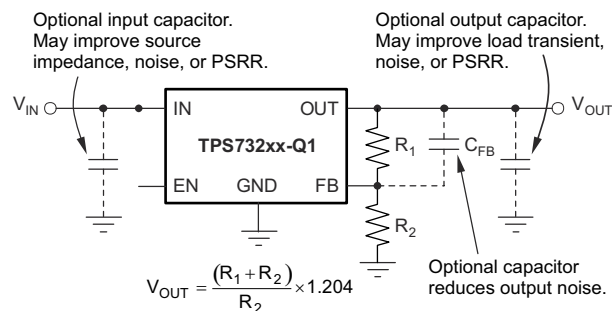 Optional input capacitor.
May improve source
impedance, noise, or PSRR.
Optional output capacitor.
May improve load transient,
noise, or PSRR.
V_IN
IN
OUT
V_OUT
TPS732xx-Q1
R_1
C_FB
EN
GND
FB
R_2
Optional capacitor
reduces output noise.
V_OUT = (R_1 + R_2) / R_2 × 1.204